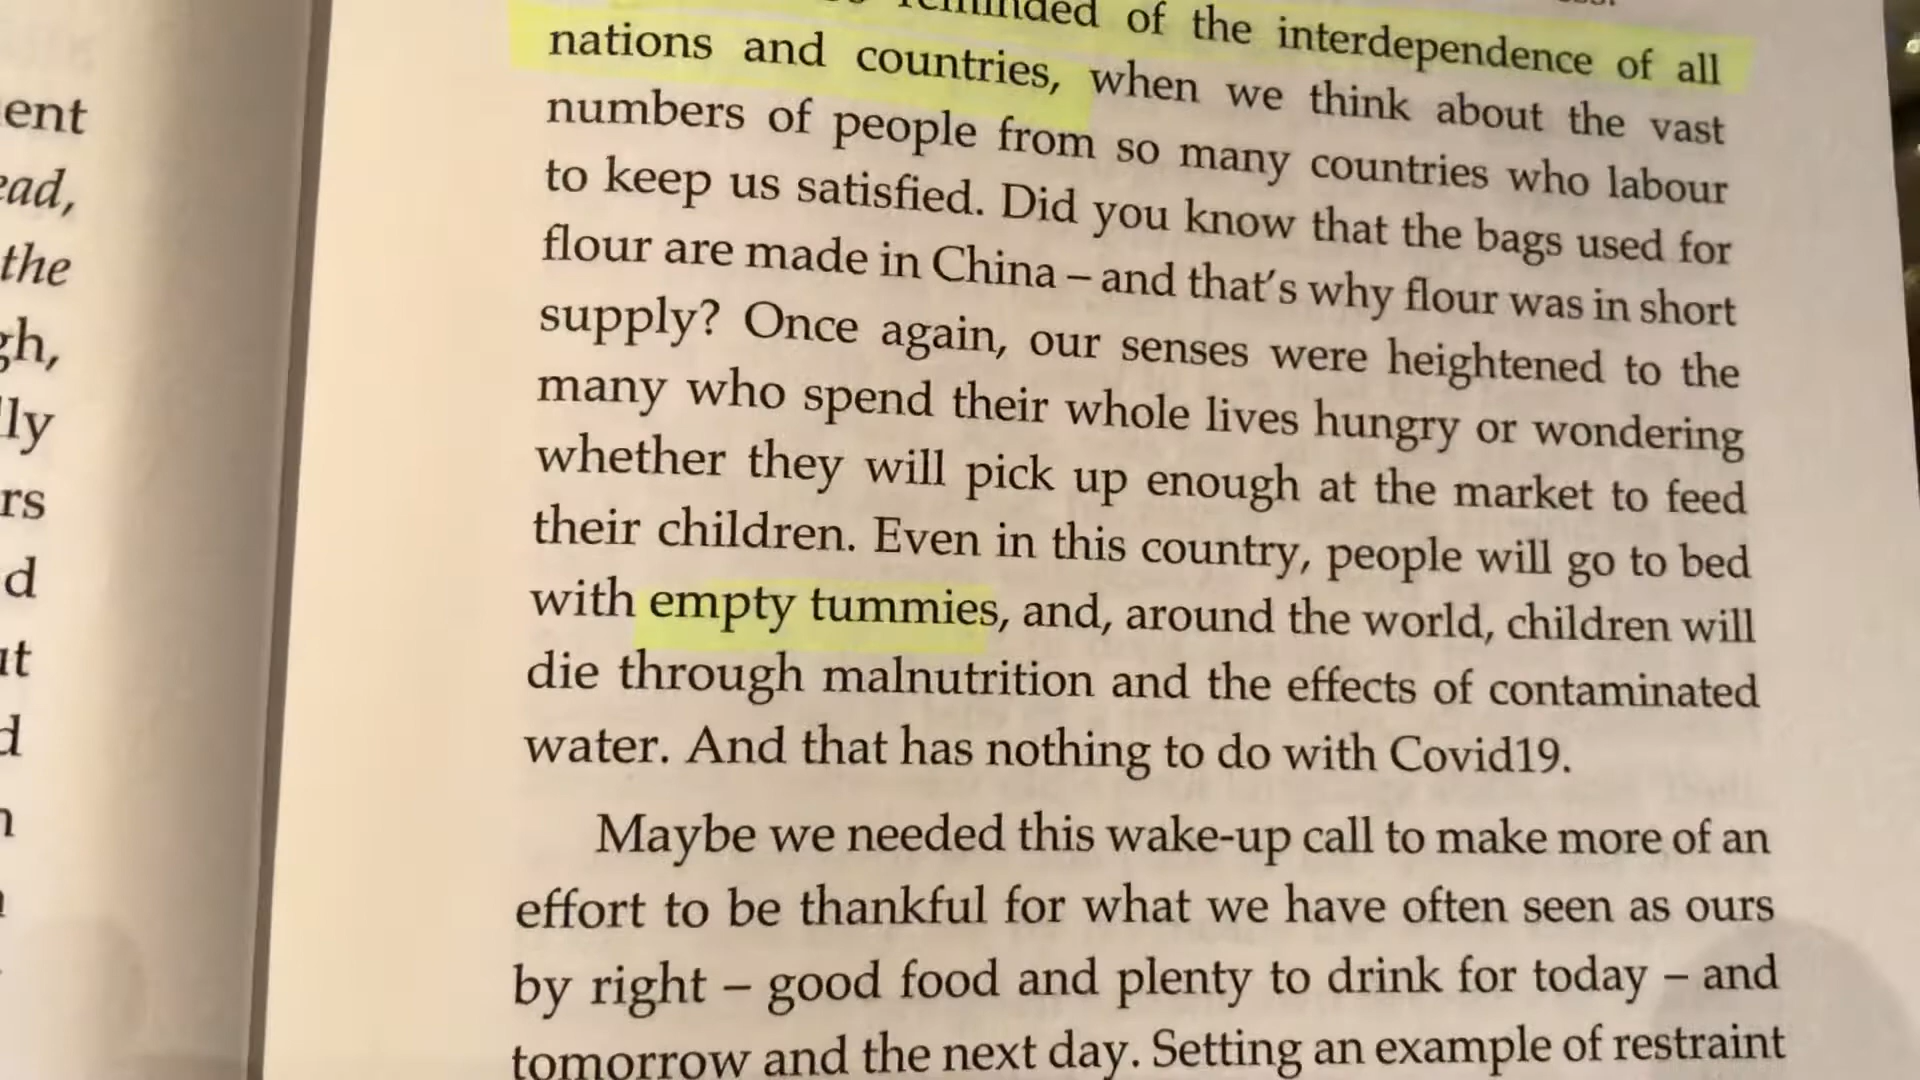 ent
ead,
the
gh,
lly
rs
d
ut
d
reminded of the interdependence of all
nations and countries, when we think about the vast
numbers of people from so many countries who labour
to keep us satisfied. Did you know that the bags used for
flour are made in China – and that's why flour was in short
supply? Once again, our senses were heightened to the
many who spend their whole lives hungry or wondering
whether they will pick up enough at the market to feed
their children. Even in this country, people will go to bed
with empty tummies, and, around the world, children will
die through malnutrition and the effects of contaminated
water. And that has nothing to do with Covid19.
Maybe we needed this wake-up call to make more of an
effort to be thankful for what we have often seen as ours
by right – good food and plenty to drink for today – and
tomorrow and the next day. Setting an example of restraint